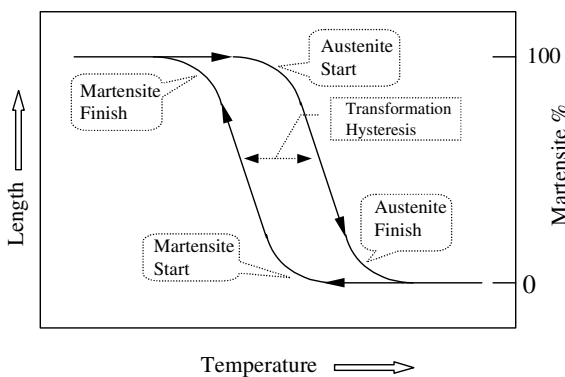 Austenite
Start
100
Martensite
Finish
Transformation
Hysteresis
Length
Martensite %
Austenite
Finish
Martensite
Start
0
Temperature